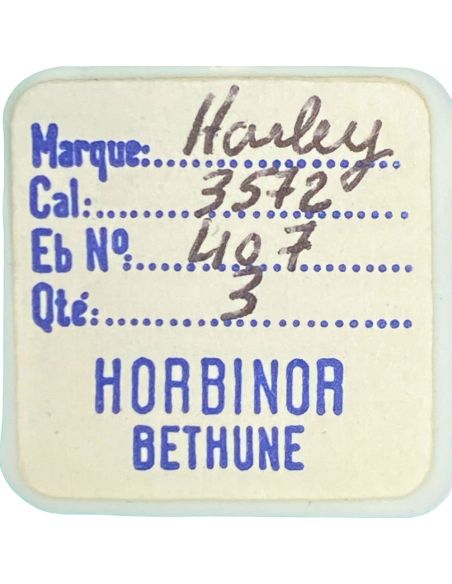 Marque: Harley
Cal: 3572
Eb Nº: 407
Qté: 3
HORBINOR
BETHUNE